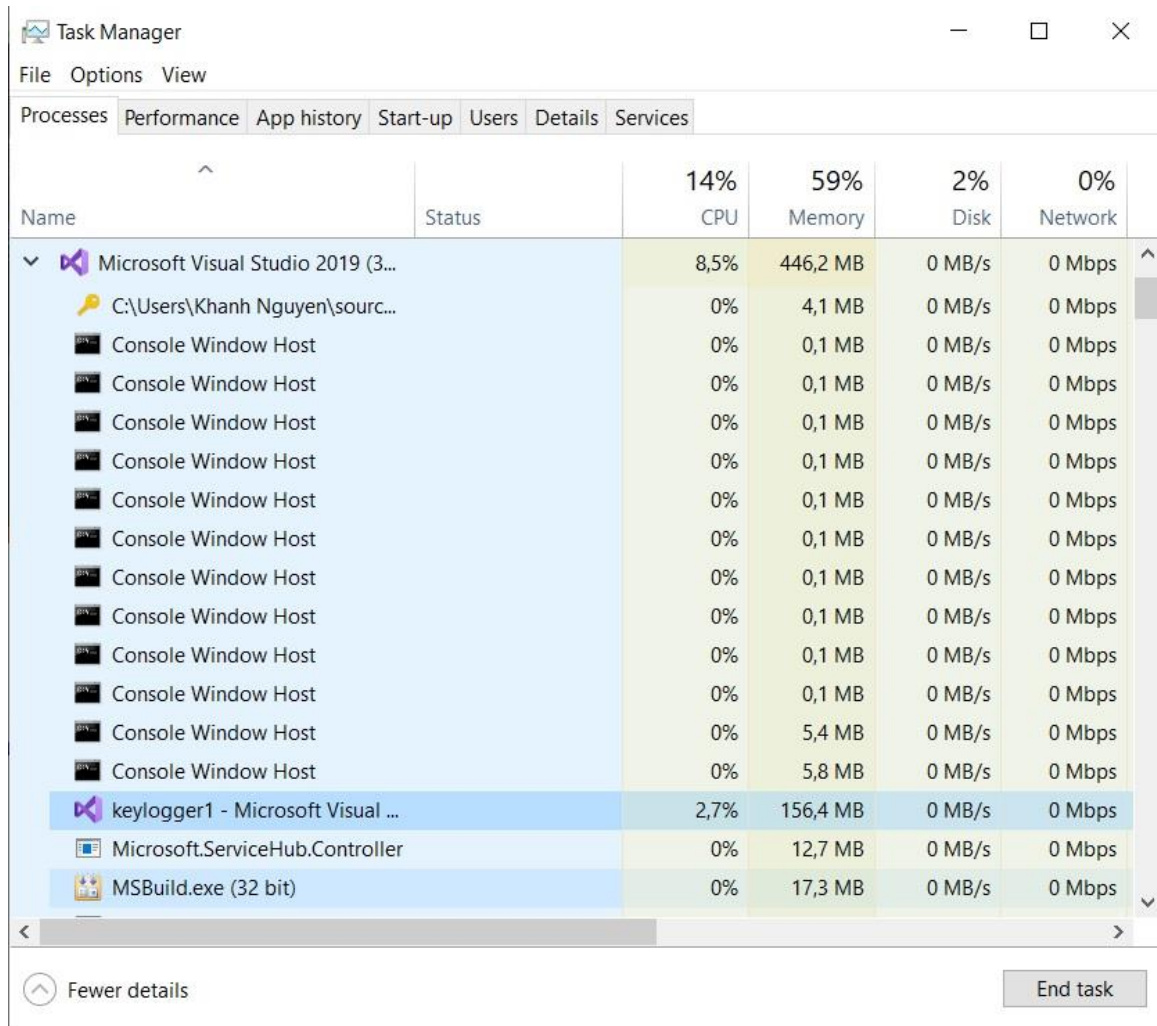 Task Manager
File Options View
Processes Performance App history Start-up Users Details Services
14% 59% 2% 0%
Name Status CPU Memory Disk Network
Microsoft Visual Studio 2019 (3... 8,5% 446,2 MB 0 MB/s 0 Mbps
C:\Users\Khanh Nguyen\sourc... 0% 4,1 MB 0 MB/s 0 Mbps
Console Window Host 0% 0,1 MB 0 MB/s 0 Mbps
Console Window Host 0% 0,1 MB 0 MB/s 0 Mbps
Console Window Host 0% 0,1 MB 0 MB/s 0 Mbps
Console Window Host 0% 0,1 MB 0 MB/s 0 Mbps
Console Window Host 0% 0,1 MB 0 MB/s 0 Mbps
Console Window Host 0% 0,1 MB 0 MB/s 0 Mbps
Console Window Host 0% 0,1 MB 0 MB/s 0 Mbps
Console Window Host 0% 0,1 MB 0 MB/s 0 Mbps
Console Window Host 0% 0,1 MB 0 MB/s 0 Mbps
Console Window Host 0% 0,1 MB 0 MB/s 0 Mbps
Console Window Host 0% 5,4 MB 0 MB/s 0 Mbps
Console Window Host 0% 5,8 MB 0 MB/s 0 Mbps
keylogger1 - Microsoft Visual ... 2,7% 156,4 MB 0 MB/s 0 Mbps
Microsoft.ServiceHub.Controller 0% 12,7 MB 0 MB/s 0 Mbps
MSBuild.exe (32 bit) 0% 17,3 MB 0 MB/s 0 Mbps
Fewer details End task